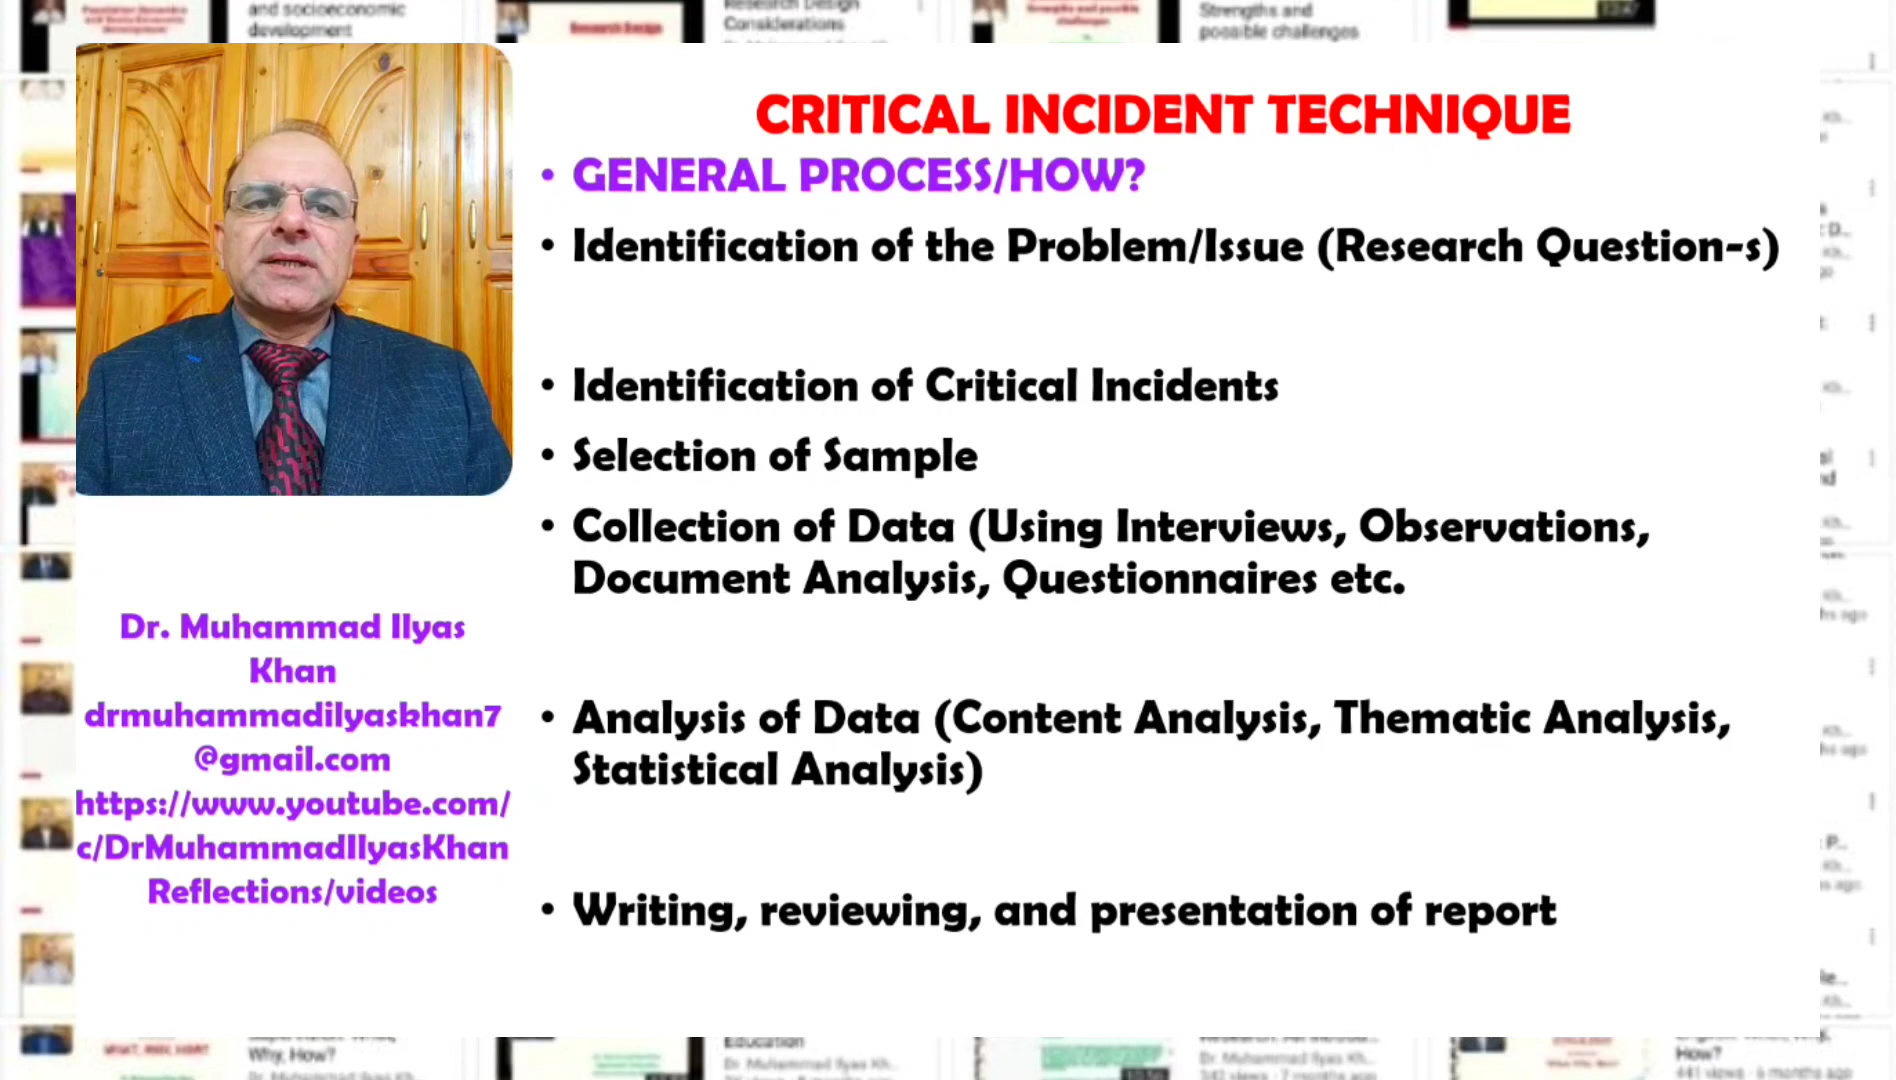 and socioeconomic
development
Research Design
Considerations
Strengths and
possible challenges
CRITICAL INCIDENT TECHNIQUE
• GENERAL PROCESS/HOW?
• Identification of the Problem/Issue (Research Question-s)
• Identification of Critical Incidents
• Selection of Sample
• Collection of Data (Using Interviews, Observations,
Document Analysis, Questionnaires etc.
• Analysis of Data (Content Analysis, Thematic Analysis,
Statistical Analysis)
• Writing, reviewing, and presentation of report
Dr. Muhammad Ilyas
Khan
drmuhammadilyaskhan7
@gmail.com
https://www.youtube.com/
c/DrMuhammadIlyasKhan
Reflections/videos
Why, How?
Education
How?